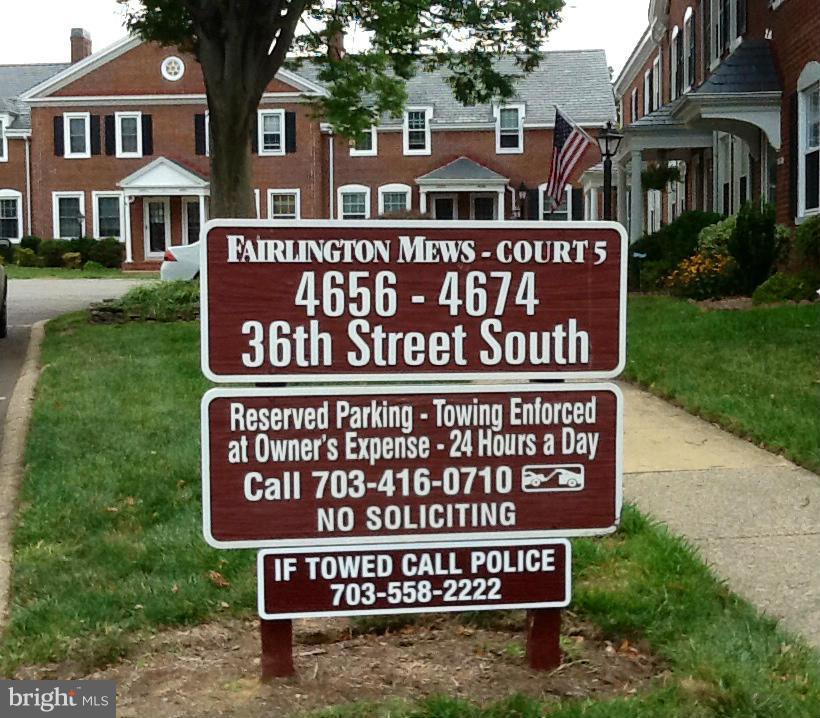 FAIRLINGTON MEWS - COURT 5
4656 - 4674
36th Street South
Reserved Parking - Towing Enforced
at Owner's Expense - 24 Hours a Day
Call 703-416-0710
NO SOLICITING
IF TOWED CALL POLICE
703-558-2222
bright MLS